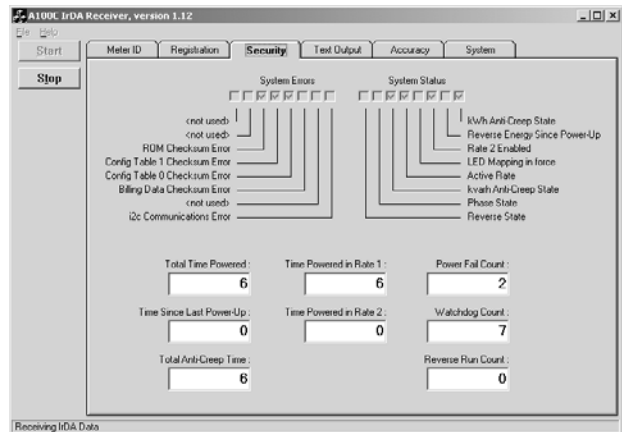 A100C IrDA Receiver, version 1.12
File Help
Start
Stop
Meter ID Registration Security Text Output Accuracy System
System Errors System Status
<not used>
<not used>
ROM Checksum Error
Config Table 1 Checksum Error
Config Table 0 Checksum Error
Billing Data Checksum Error
<not used>
i2c Communications Error
kWh Anti-Creep State
Reverse Energy Since Power-Up
Rate 2 Enabled
LED Mapping in force
Active Rate
kvarh Anti-Creep State
Phase State
Reverse State
Total Time Powered : Time Powered in Rate 1 : Power Fail Count :
6 6 2
Time Since Last Power-Up : Time Powered in Rate 2 : Watchdog Count :
0 0 7
Total Anti-Creep Time : Reverse Run Count :
6 0
Receiving IrDA Data